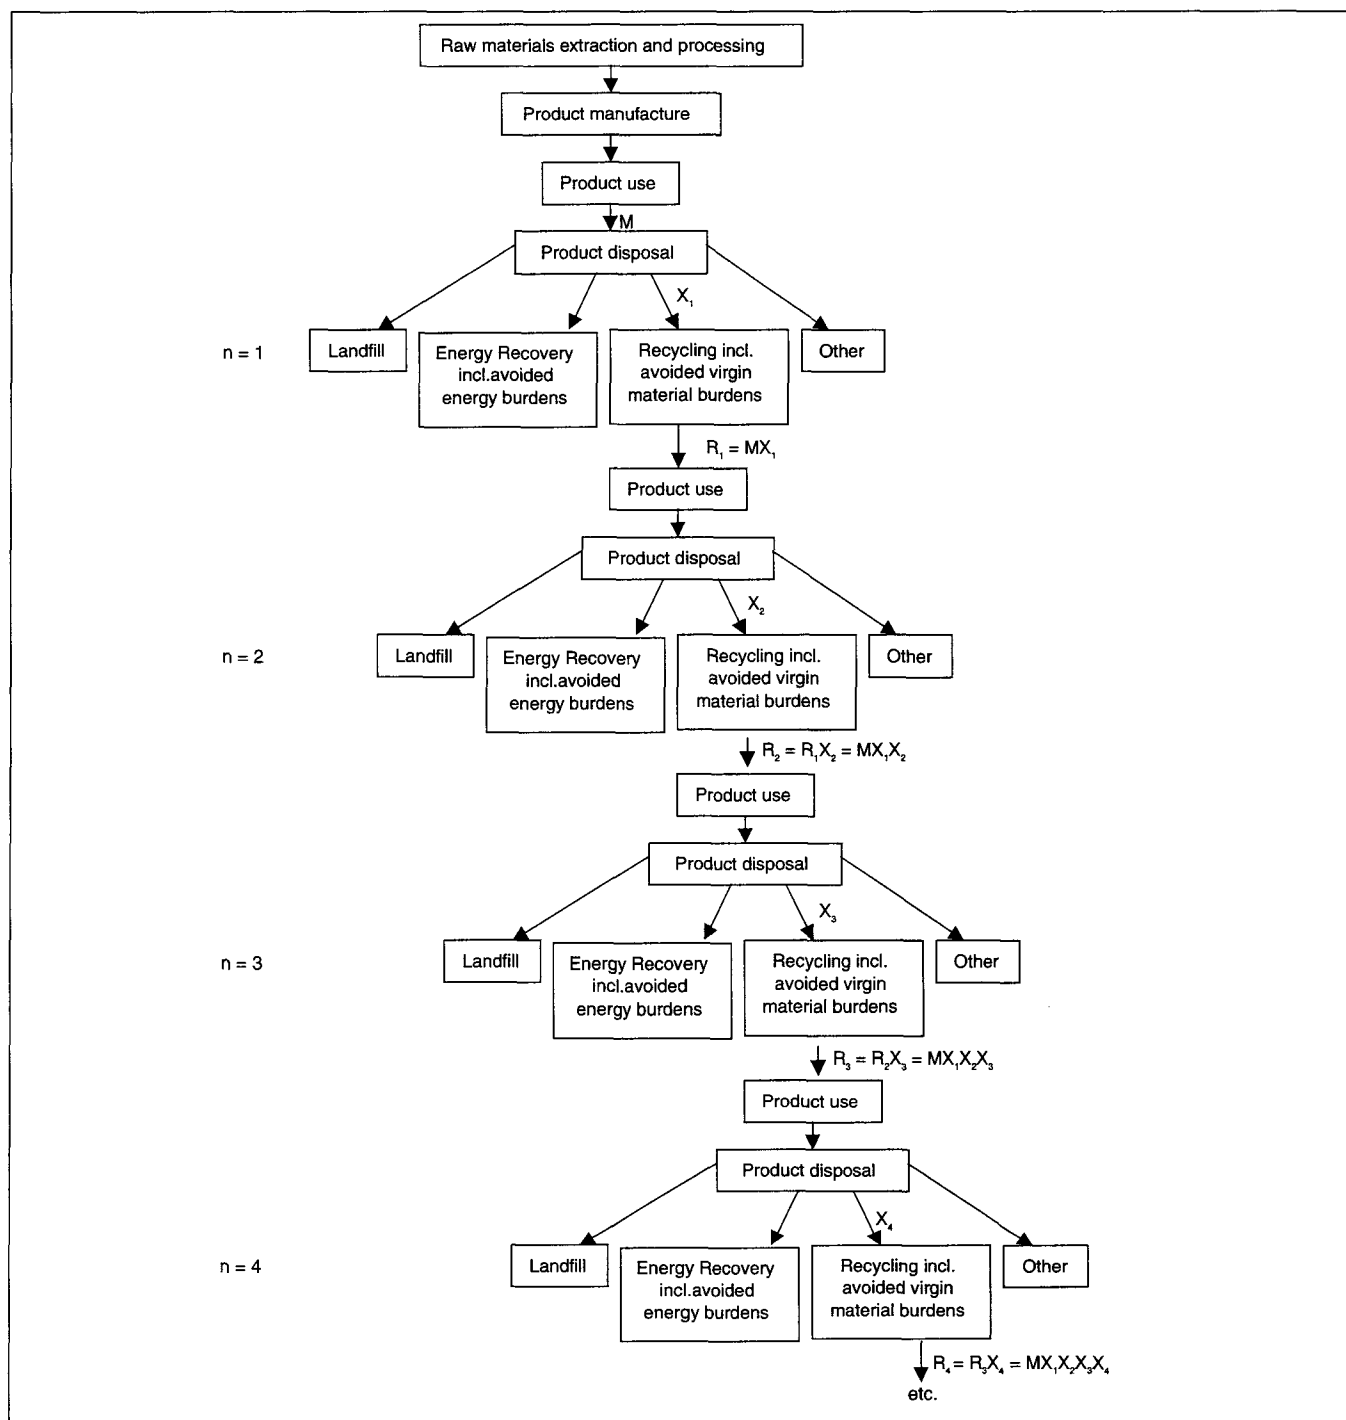 Raw materials extraction and processing
Product manufacture
Product use
M
Product disposal
X₁
n = 1
Landfill
Energy Recovery
incl.avoided
energy burdens
Recycling incl.
avoided virgin
material burdens
Other
R₁ = MX₁
Product use
Product disposal
X₂
n = 2
Landfill
Energy Recovery
incl.avoided
energy burdens
Recycling incl.
avoided virgin
material burdens
Other
R₂ = R₁X₂ = MX₁X₂
Product use
Product disposal
X₃
n = 3
Landfill
Energy Recovery
incl.avoided
energy burdens
Recycling incl.
avoided virgin
material burdens
Other
R₃ = R₂X₃ = MX₁X₂X₃
Product use
Product disposal
X₄
n = 4
Landfill
Energy Recovery
incl.avoided
energy burdens
Recycling incl.
avoided virgin
material burdens
Other
R₄ = R₃X₄ = MX₁X₂X₃X₄
etc.